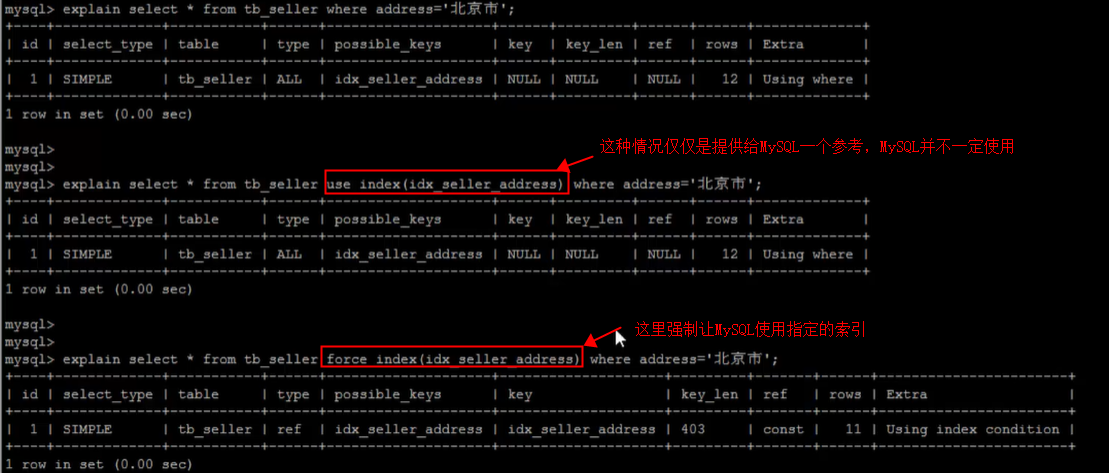 mysql> explain select * from tb_seller where address='北京市';
+----+-------------+-----------+------+--------------------+------+---------+------+------+-------------+
| id | select_type | table | type | possible_keys | key | key_len | ref | rows | Extra |
+----+-------------+-----------+------+--------------------+------+---------+------+------+-------------+
| 1 | SIMPLE | tb_seller | ALL | idx_seller_address | NULL | NULL | NULL | 12 | Using where |
+----+-------------+-----------+------+--------------------+------+---------+------+------+-------------+
1 row in set (0.00 sec)
mysql>
这种情况仅仅是提供给MySQL一个参考，MySQL并不一定使用
mysql>
mysql> explain select * from tb_seller use index(idx_seller_address) where address='北京市';
+----+-------------+-----------+------+--------------------+------+---------+------+------+-------------+
| id | select_type | table | type | possible_keys | key | key_len | ref | rows | Extra |
+----+-------------+-----------+------+--------------------+------+---------+------+------+-------------+
| 1 | SIMPLE | tb_seller | ALL | idx_seller_address | NULL | NULL | NULL | 12 | Using where |
+----+-------------+-----------+------+--------------------+------+---------+------+------+-------------+
1 row in set (0.00 sec)
mysql>
这里强制让MySQL使用指定的索引
mysql>
mysql> explain select * from tb_seller force index(idx_seller_address) where address='北京市';
+----+-------------+-----------+------+--------------------+--------------------+---------+-------+------+-----------------------+
| id | select_type | table | type | possible_keys | key | key_len | ref | rows | Extra |
+----+-------------+-----------+------+--------------------+--------------------+---------+-------+------+-----------------------+
| 1 | SIMPLE | tb_seller | ref | idx_seller_address | idx_seller_address | 403 | const | 11 | Using index condition |
+----+-------------+-----------+------+--------------------+--------------------+---------+-------+------+-----------------------+
1 row in set (0.00 sec)